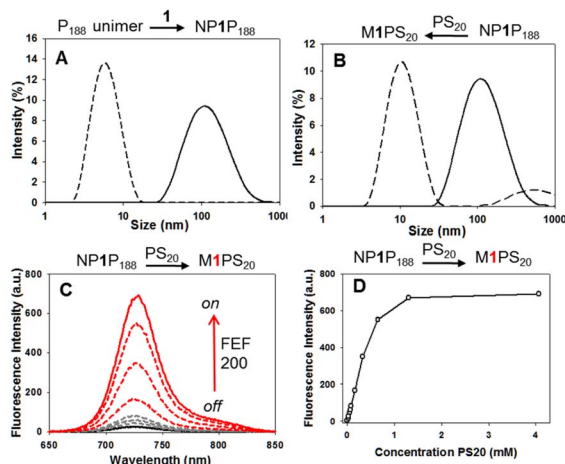 P188 unimer 1 NP1P188
A
Intensity (%)
16
14
12
10
8
6
4
2
0
1 10 100 1000
Size (nm)
M1PS20 PS20 NP1P188
B
Intensity (%)
12
10
8
6
4
2
0
1 10 100 1000
Size (nm)
NP1P188 PS20 M1PS20
C
Fluorescence Intensity (a.u.)
800
600
400
200
0
on
FEF
200
off
650 700 750 800 850
Wavelength (nm)
NP1P188 PS20 M1PS20
D
Fluorescence Intensity (a.u.)
800
600
400
200
0
0 1 2 3 4
Concentration PS20 (mM)